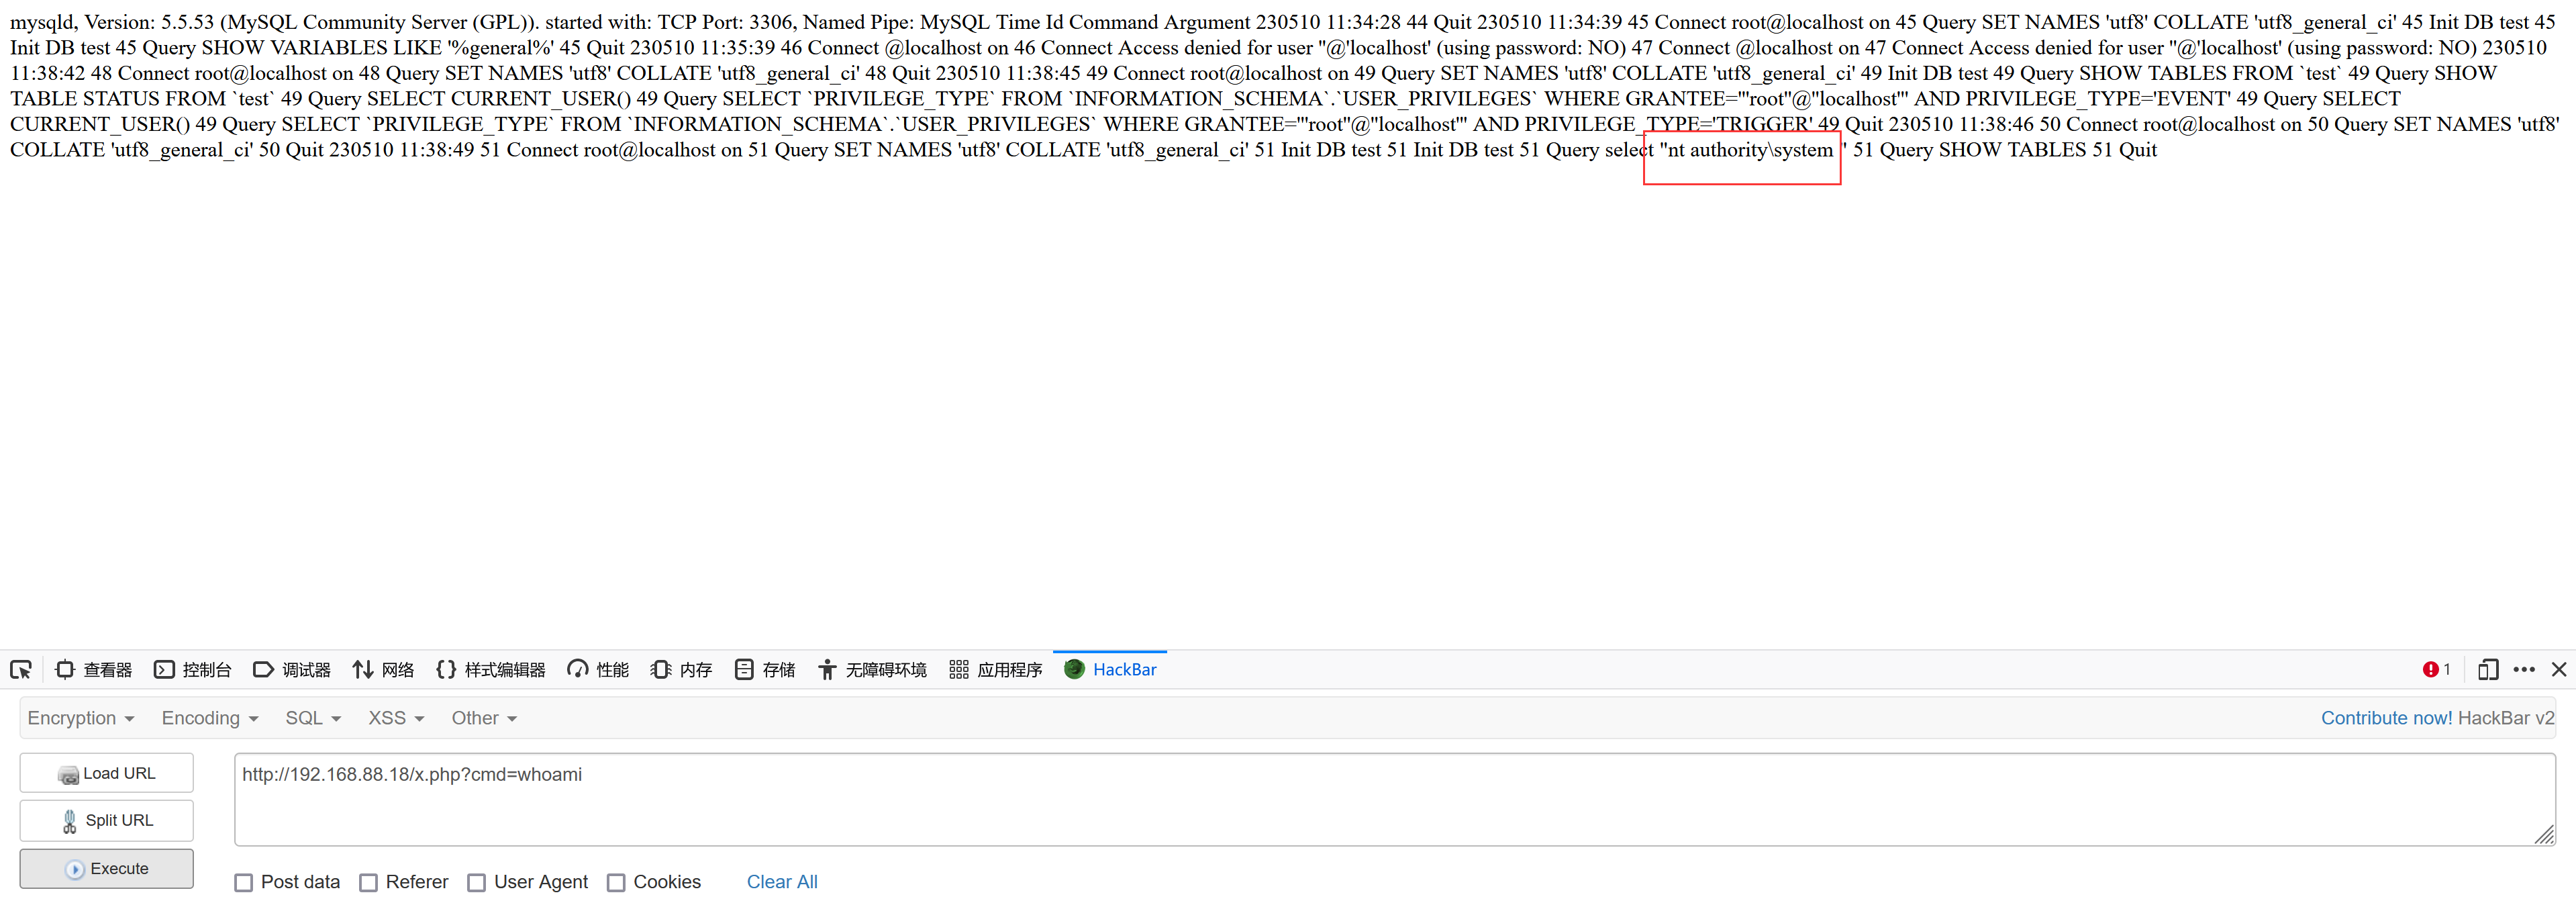 mysqld, Version: 5.5.53 (MySQL Community Server (GPL)). started with: TCP Port: 3306, Named Pipe: MySQL Time Id Command Argument 230510 11:34:28 44 Quit 230510 11:34:39 45 Connect root@localhost on 45 Query SET NAMES 'utf8' COLLATE 'utf8_general_ci' 45 Init DB test 45
Init DB test 45 Query SHOW VARIABLES LIKE '%general%' 45 Quit 230510 11:35:39 46 Connect @localhost on 46 Connect Access denied for user ''@'localhost' (using password: NO) 47 Connect @localhost on 47 Connect Access denied for user ''@'localhost' (using password: NO) 230510
11:38:42 48 Connect root@localhost on 48 Query SET NAMES 'utf8' COLLATE 'utf8_general_ci' 48 Quit 230510 11:38:45 49 Connect root@localhost on 49 Query SET NAMES 'utf8' COLLATE 'utf8_general_ci' 49 Init DB test 49 Query SHOW TABLES FROM `test` 49 Query SHOW
TABLE STATUS FROM `test` 49 Query SELECT CURRENT_USER() 49 Query SELECT `PRIVILEGE_TYPE` FROM `INFORMATION_SCHEMA`.`USER_PRIVILEGES` WHERE GRANTEE='''root''@''localhost''' AND PRIVILEGE_TYPE='EVENT' 49 Query SELECT
CURRENT_USER() 49 Query SELECT `PRIVILEGE_TYPE` FROM `INFORMATION_SCHEMA`.`USER_PRIVILEGES` WHERE GRANTEE='''root''@''localhost''' AND PRIVILEGE_TYPE='TRIGGER' 49 Quit 230510 11:38:46 50 Connect root@localhost on 50 Query SET NAMES 'utf8'
COLLATE 'utf8_general_ci' 50 Quit 230510 11:38:49 51 Connect root@localhost on 51 Query SET NAMES 'utf8' COLLATE 'utf8_general_ci' 51 Init DB test 51 Init DB test 51 Query select "nt authority\system " 51 Query SHOW TABLES 51 Quit
查看器 控制台 调试器 网络 样式编辑器 性能 内存 存储 无障碍环境 应用程序 HackBar 1
Encryption Encoding SQL XSS Other Contribute now! HackBar v2
Load URL http://192.168.88.18/x.php?cmd=whoami
Split URL
Execute
Post data Referer User Agent Cookies Clear All